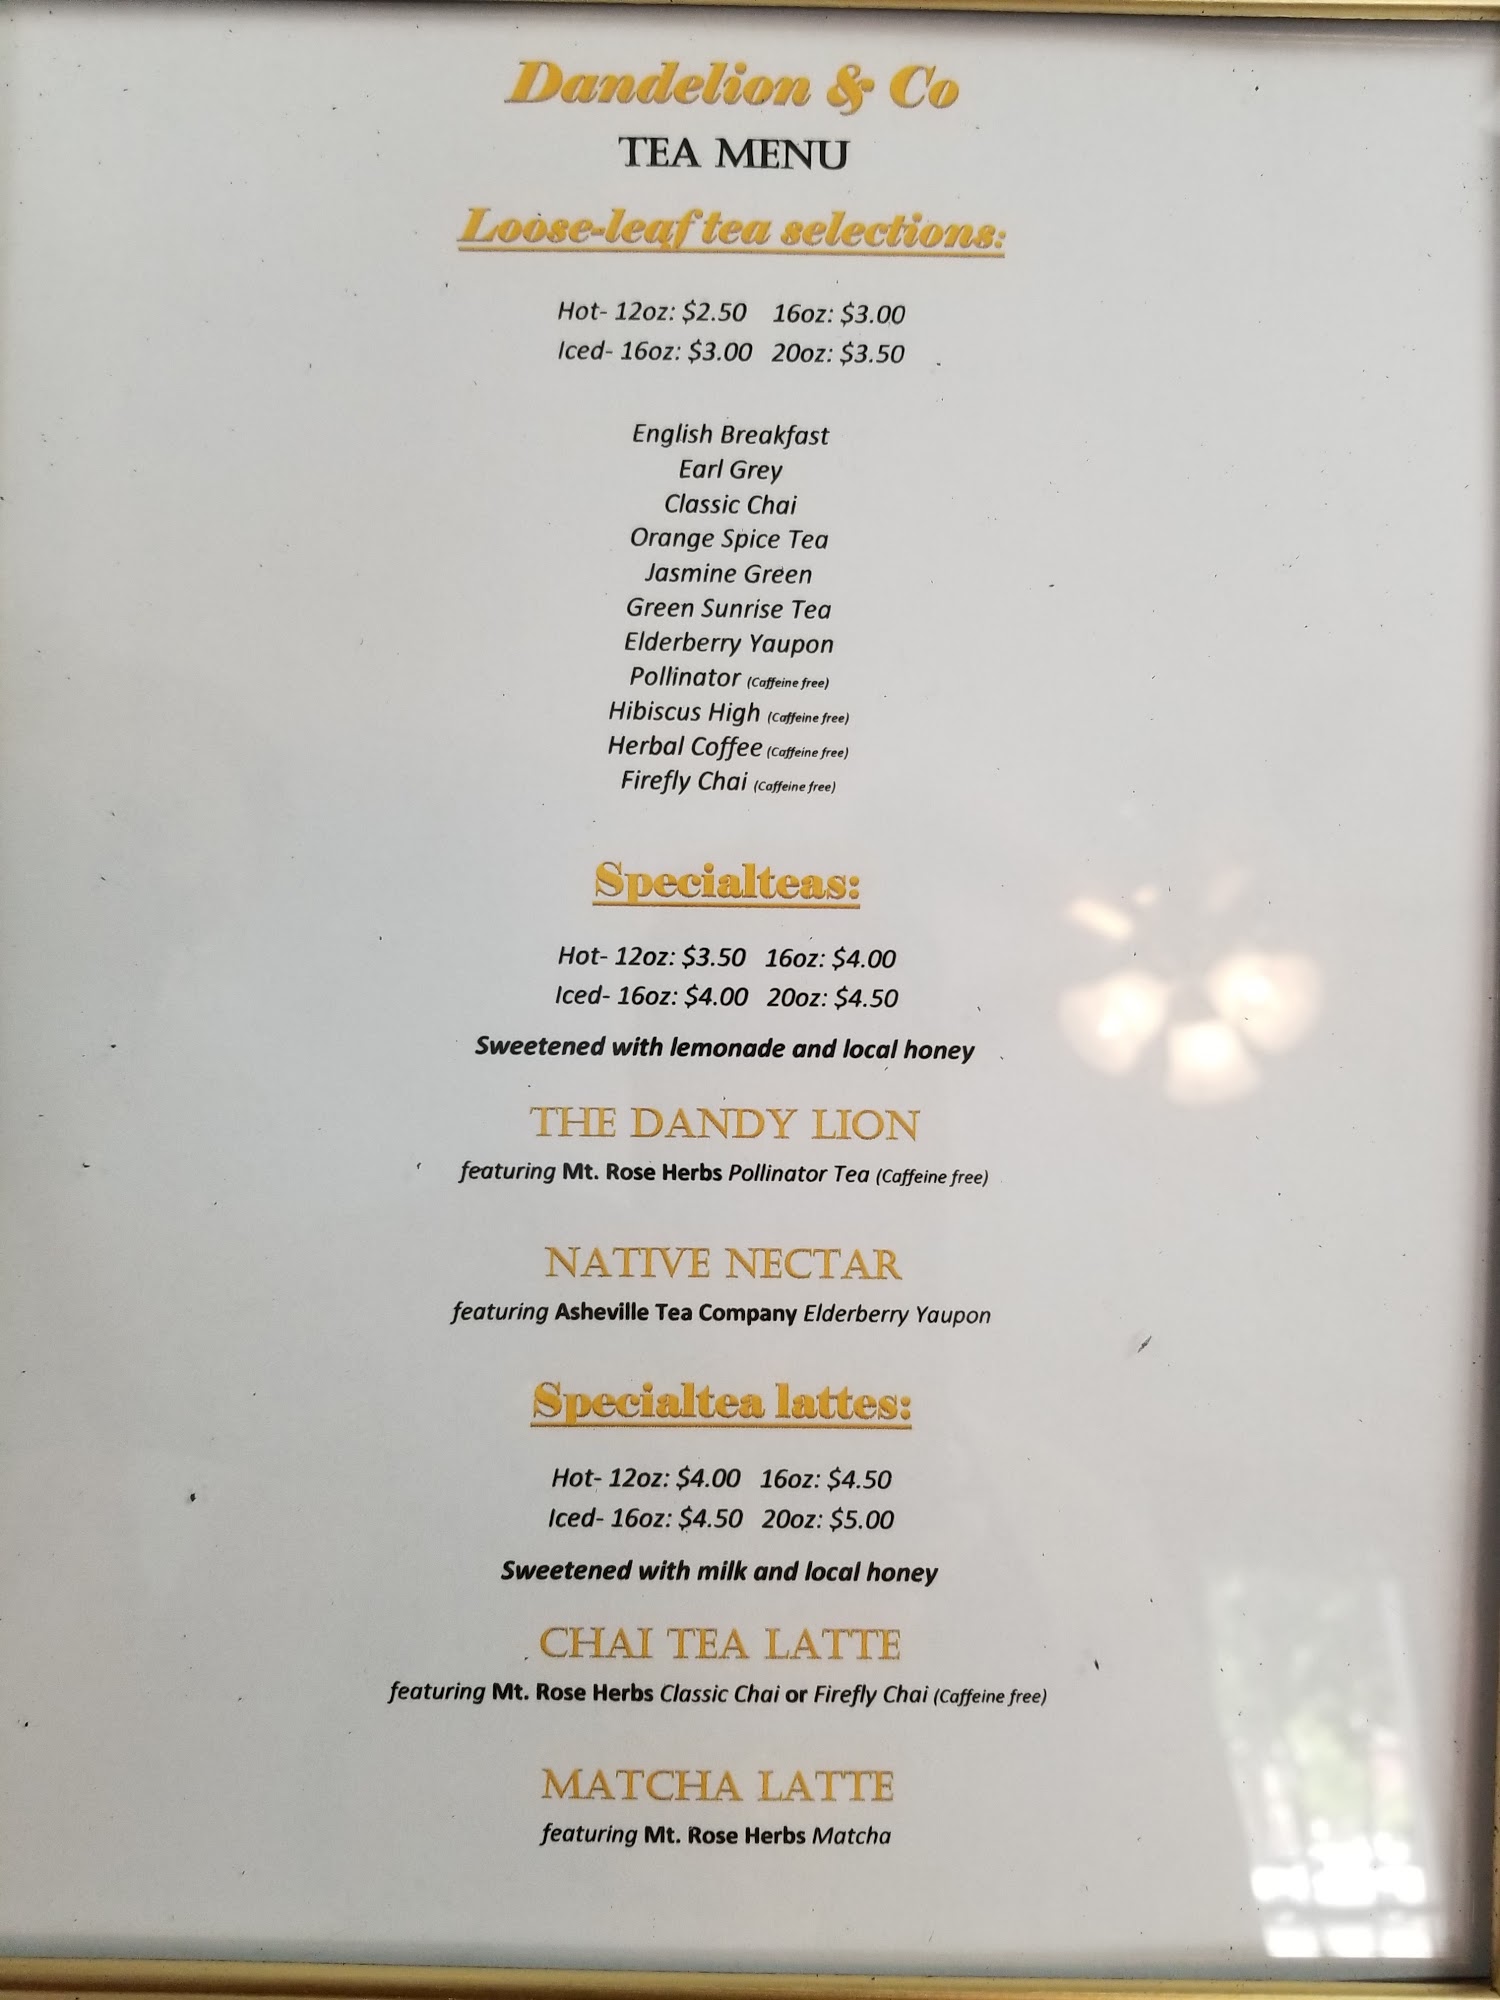 Dandelion & Co
TEA MENU
Loose-leaf tea selections:
Hot- 12oz: $2.50 16oz: $3.00
Iced- 16oz: $3.00 20oz: $3.50
English Breakfast
Earl Grey
Classic Chai
Orange Spice Tea
Jasmine Green
Green Sunrise Tea
Elderberry Yaupon
Pollinator (Caffeine free)
Hibiscus High (Caffeine free)
Herbal Coffee (Caffeine free)
Firefly Chai (Caffeine free)
Specialteas:
Hot- 12oz: $3.50 16oz: $4.00
Iced- 16oz: $4.00 20oz: $4.50
Sweetened with lemonade and local honey
THE DANDY LION
featuring Mt. Rose Herbs Pollinator Tea (Caffeine free)
NATIVE NECTAR
featuring Asheville Tea Company Elderberry Yaupon
Specialtea lattes:
Hot- 12oz: $4.00 16oz: $4.50
Iced- 16oz: $4.50 20oz: $5.00
Sweetened with milk and local honey
CHAI TEA LATTE
featuring Mt. Rose Herbs Classic Chai or Firefly Chai (Caffeine free)
MATCHA LATTE
featuring Mt. Rose Herbs Matcha